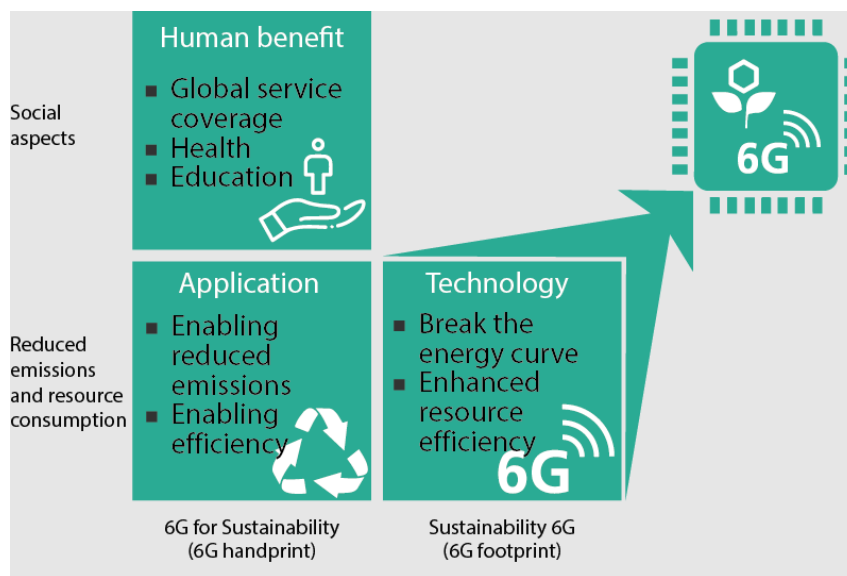 Human benefit
Social
aspects
Global service
coverage
Health
Education
6G
Reduced
emissions
and resource
consumption
Application
Enabling
reduced
emissions
Enabling
efficiency
Technology
Break the
energy curve
Enhanced
resource
efficiency
6G
6G for Sustainability
(6G handprint)
Sustainability 6G
(6G footprint)